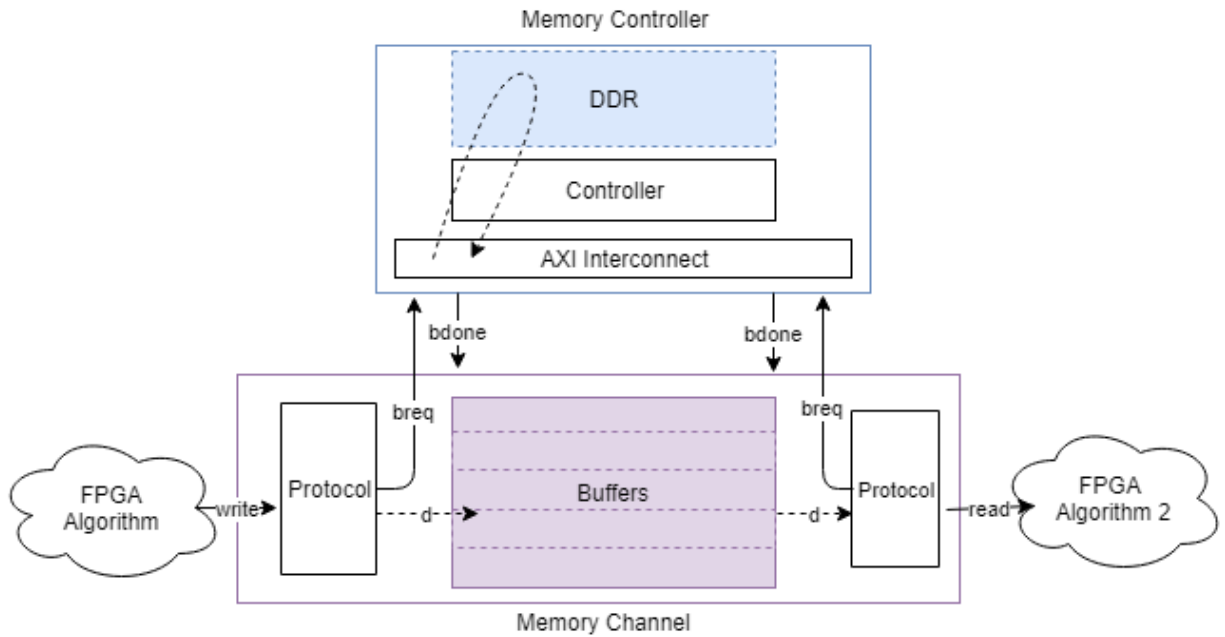 Memory Controller
DDR
Controller
AXI Interconnect
bdone
bdone
breq
breq
FPGA
Algorithm
write
Protocol
d
Buffers
d
Protocol
read
FPGA
Algorithm 2
Memory Channel